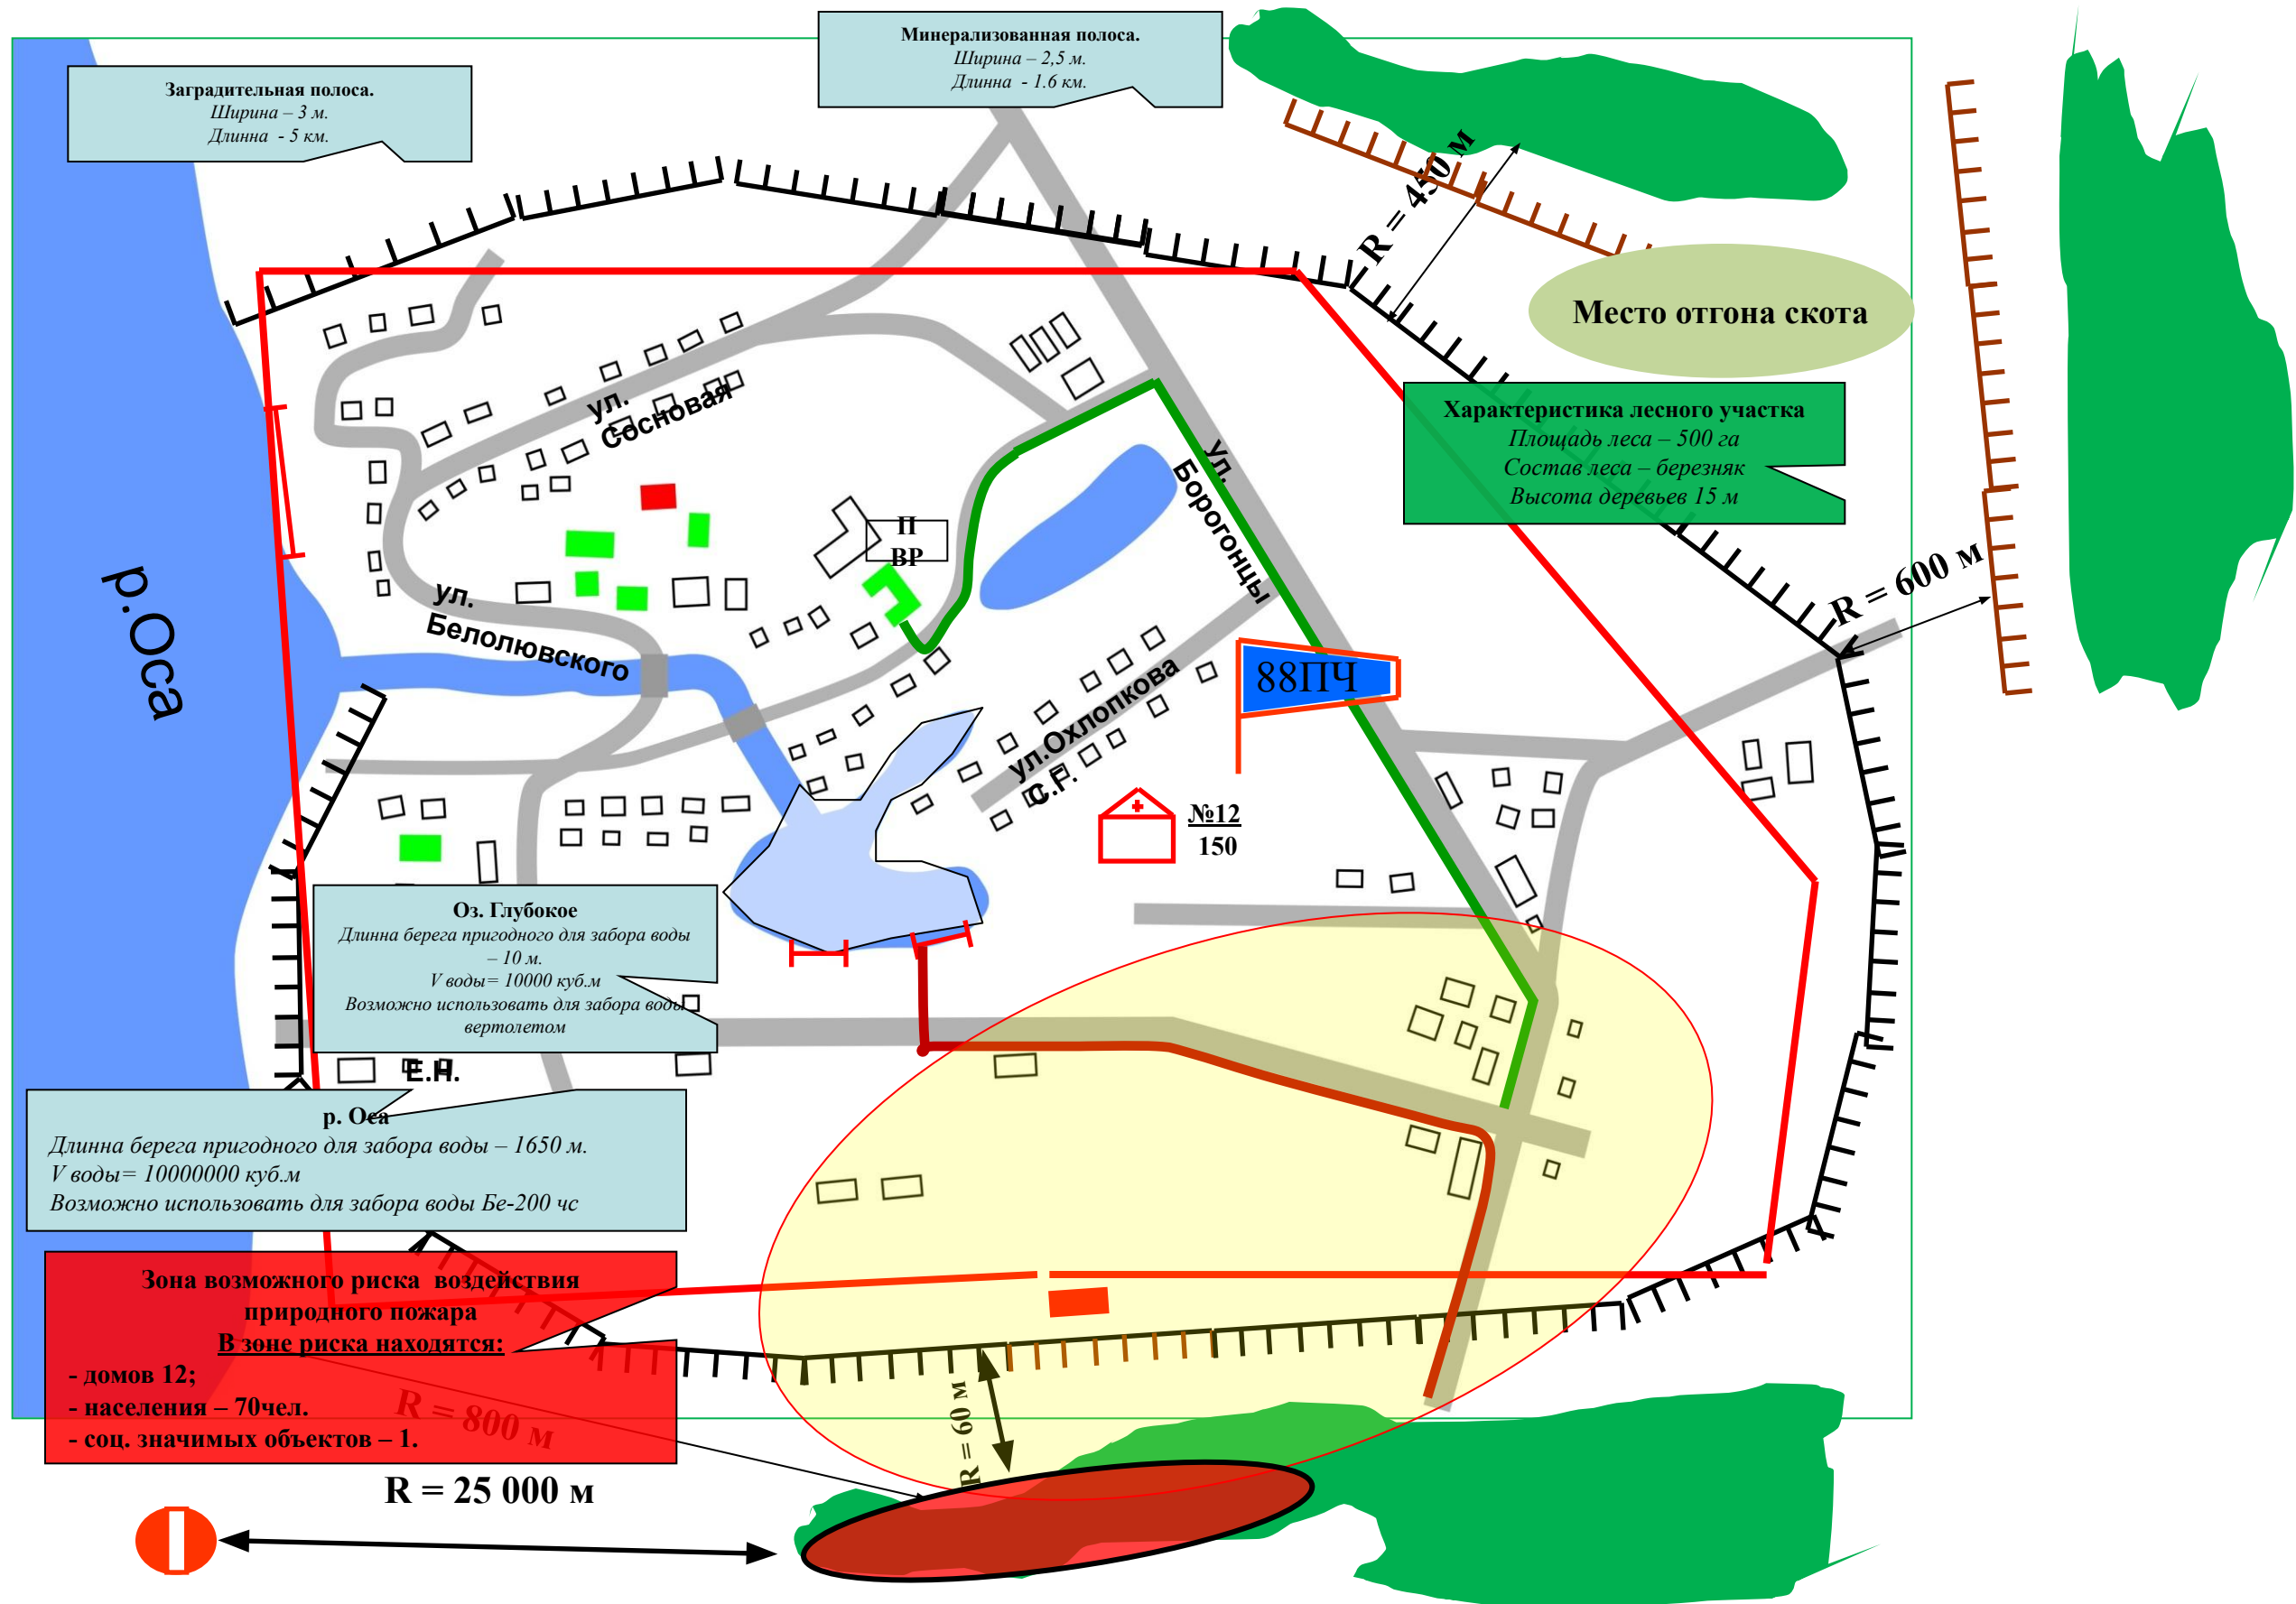 Заградительная полоса.
Ширина – 3 м.
Длинна - 5 км.
Минерализованная полоса.
Ширина – 2,5 м.
Длинна - 1.6 км.
R = 450 м
Место отгона скота
Характеристика лесного участка
Площадь леса – 500 га
Состав леса – березняк
Высота деревьев 15 м
ул.
Сосновая
ул.
Борогонцы
П
ВР
р.Оса
ул.
Белолювского
R = 600 м
88ПЧ
ул.Охлопкова
С.Г.
№12
150
Оз. Глубокое
Длинна берега пригодного для забора воды
– 10 м.
V воды= 10000 куб.м
Возможно использовать для забора воды
вертолетом
Е.Н.
р. Оса
Длинна берега пригодного для забора воды – 1650 м.
V воды= 10000000 куб.м
Возможно использовать для забора воды Бе-200 чс
Зона возможного риска воздействия
природного пожара
В зоне риска находятся:
- домов 12;
- населения – 70чел.
- соц. значимых объектов – 1.
R = 800 м
R = 60 м
R = 25 000 м